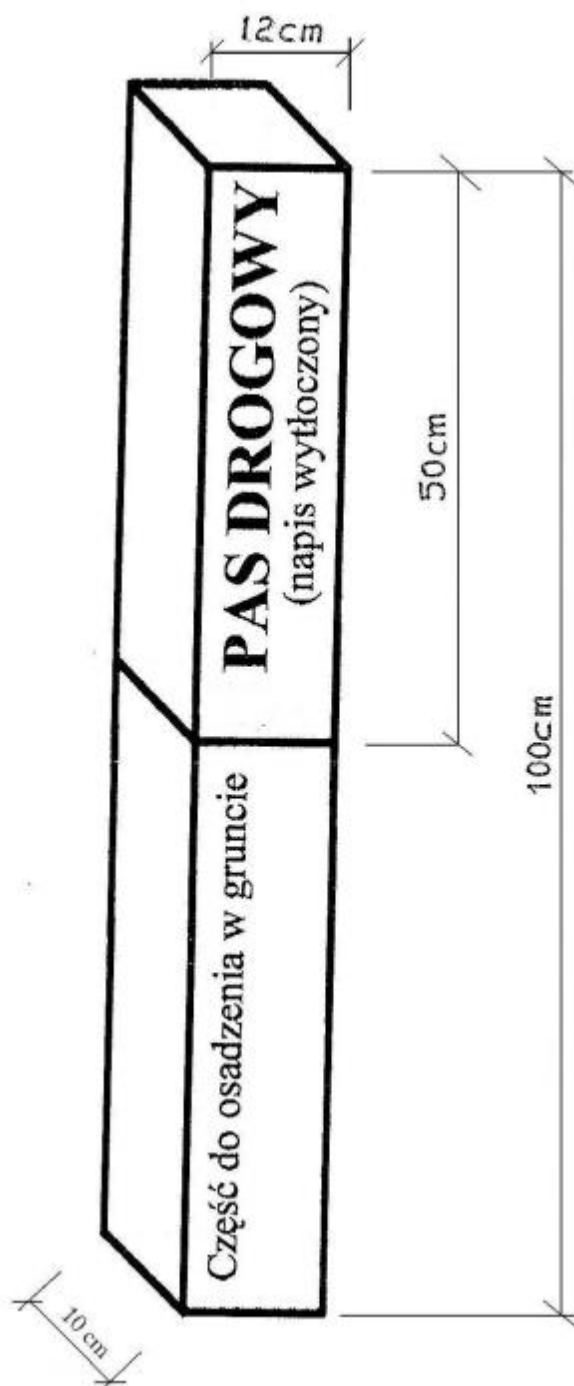 12cm
PAS DROGOWY
(napis wytłoczony)
50cm
100cm
Część do osadzenia w gruncie
10 cm